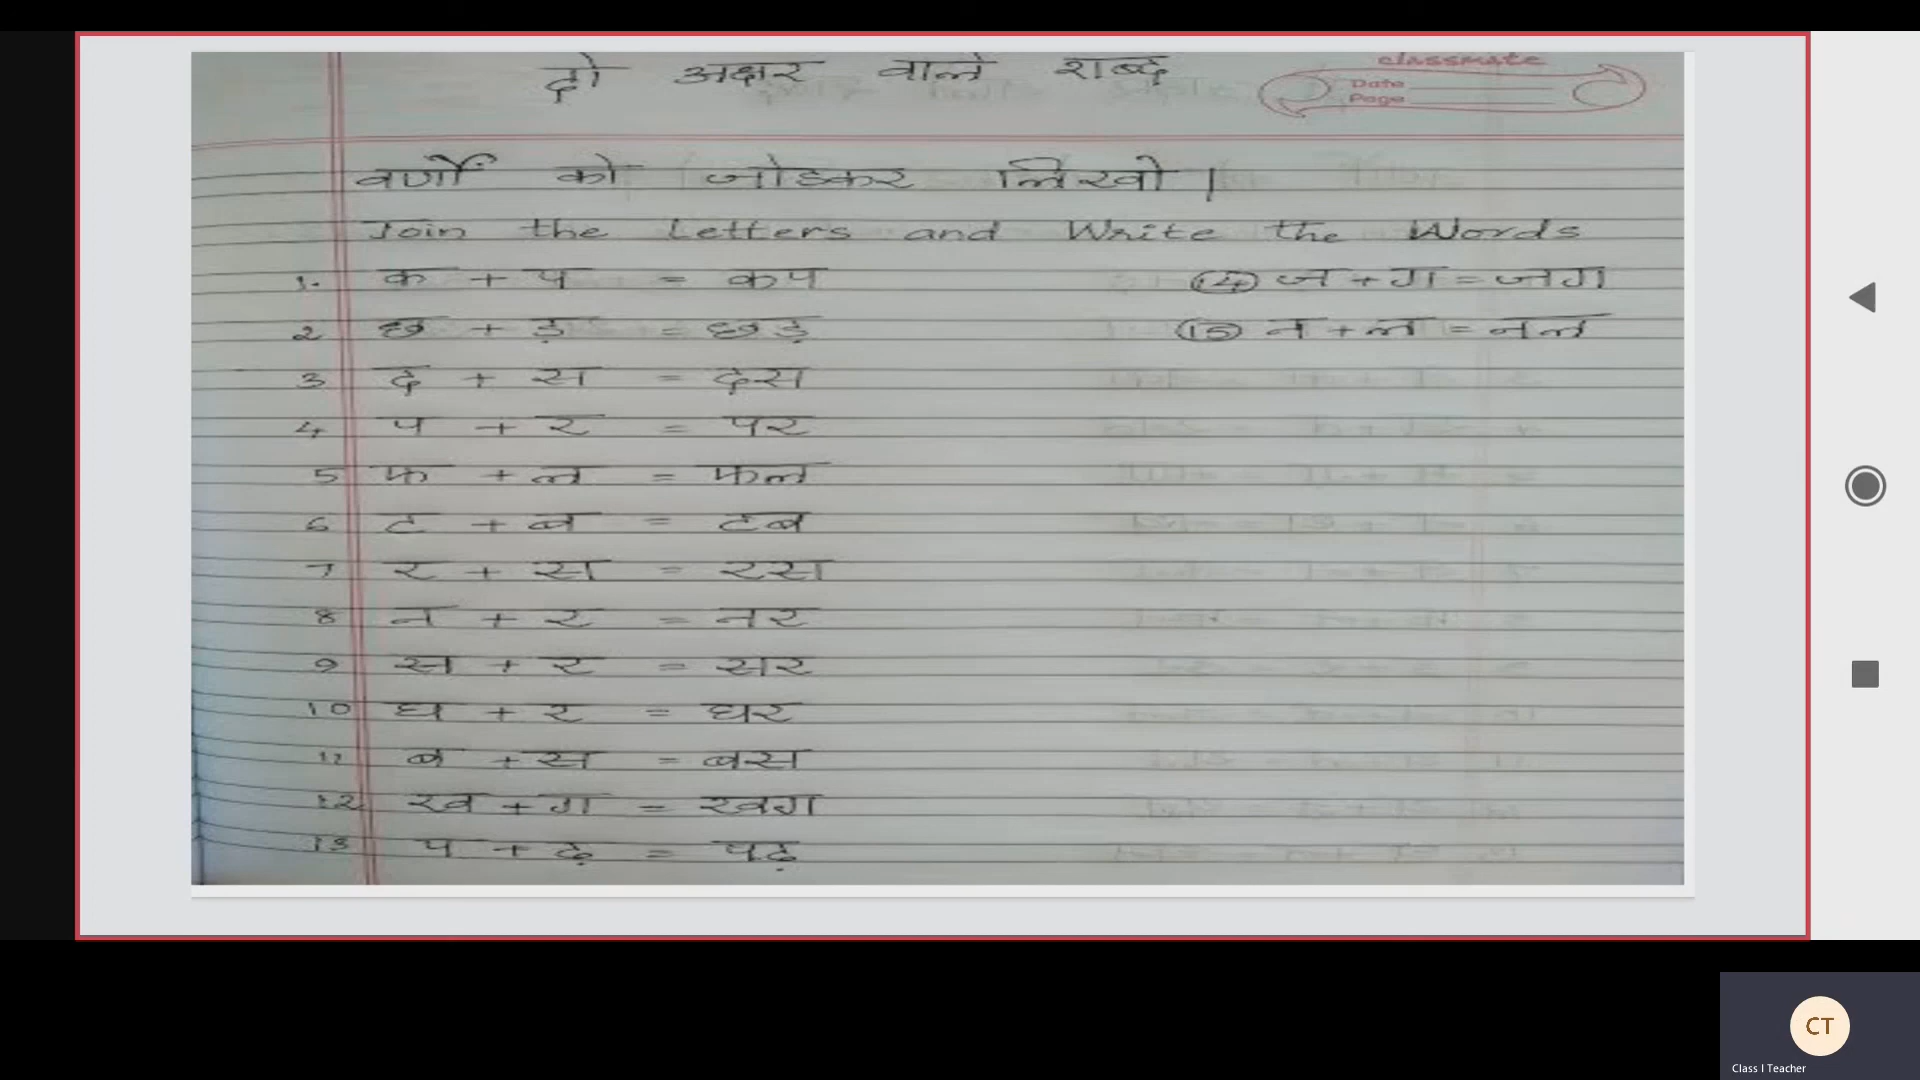 दो अक्षर वाले शब्द
classmate
Date
Page
वर्णों को जोडकर लिखो।
Join the Letters and Write the Words
1. क + प = कप
2 छ + ड़ = छड़
3 द + स = दस
4 प + र = पर
5 फ + ल = फल
6 ट + ब = टब
7 र + स = रस
8 न + र = नर
9 स + र = सर
10 घ + र = घर
11 ब + स = बस
12 ख + ग = खग
13 प + ढ़ = पढ़
14 ज + ग = जग
15 न + ल = नल
CT
Class I Teacher